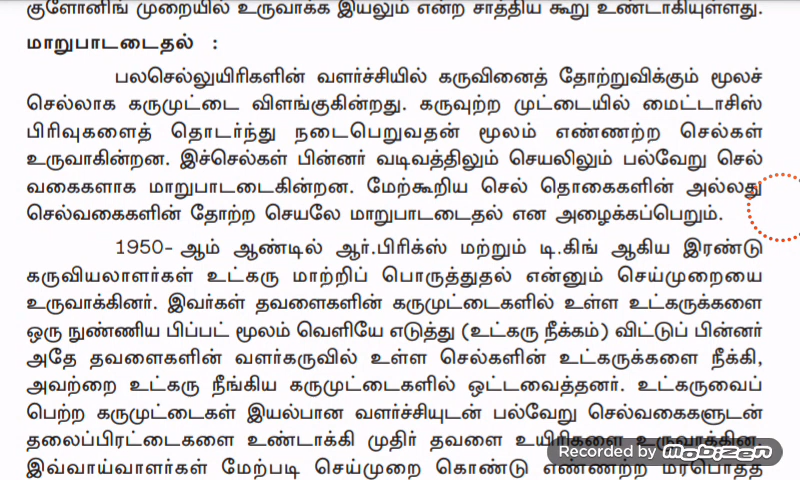 குளோனிங் முறையில் உருவாக்க இயலும் என்ற சாத்திய கூறு உண்டாகியுள்ளது.
மாறுபாடடைதல் :
பலசெல்லுயிரிகளின் வளர்ச்சியில் கருவினைத் தோற்றுவிக்கும் மூலச்
செல்லாக கருமுட்டை விளங்குகின்றது. கருவுற்ற முட்டையில் மைட்டாசிஸ்
பிரிவுகளைத் தொடர்ந்து நடைபெறுவதன் மூலம் எண்ணற்ற செல்கள்
உருவாகின்றன. இச்செல்கள் பின்னர் வடிவத்திலும் செயலிலும் பல்வேறு செல்
வகைகளாக மாறுபாடடைகின்றன. மேற்கூறிய செல் தொகைகளின் அல்லது
செல்வகைகளின் தோற்ற செயலே மாறுபாடடைதல் என அழைக்கப்பெறும்.
1950- ஆம் ஆண்டில் ஆர்.பிரிக்ஸ் மற்றும் டி.கிங் ஆகிய இரண்டு
கருவியலாளர்கள் உட்கரு மாற்றிப் பொருத்துதல் என்னும் செய்முறையை
உருவாக்கினர். இவர்கள் தவளைகளின் கருமுட்டைகளில் உள்ள உட்கருக்களை
ஒரு நுண்ணிய பிப்பட் மூலம் வெளியே எடுத்து (உட்கரு நீக்கம்) விட்டுப் பின்னர்
அதே தவளைகளின் வளர்கருவில் உள்ள செல்களின் உட்கருக்களை நீக்கி,
அவற்றை உட்கரு நீங்கிய கருமுட்டைகளில் ஒட்டவைத்தனர். உட்கருவைப்
பெற்ற கருமுட்டைகள் இயல்பான வளர்ச்சியுடன் பல்வேறு செல்வகைகளுடன்
தலைப்பிரட்டைகளை உண்டாக்கி முதிர் தவளை உயிரிகளை உருவாக்கின.
இவ்வாய்வாளர்கள் மேற்படி செய்முறை கொண்டு எண்ணற்ற மரபொத்த
Recorded by mobizen